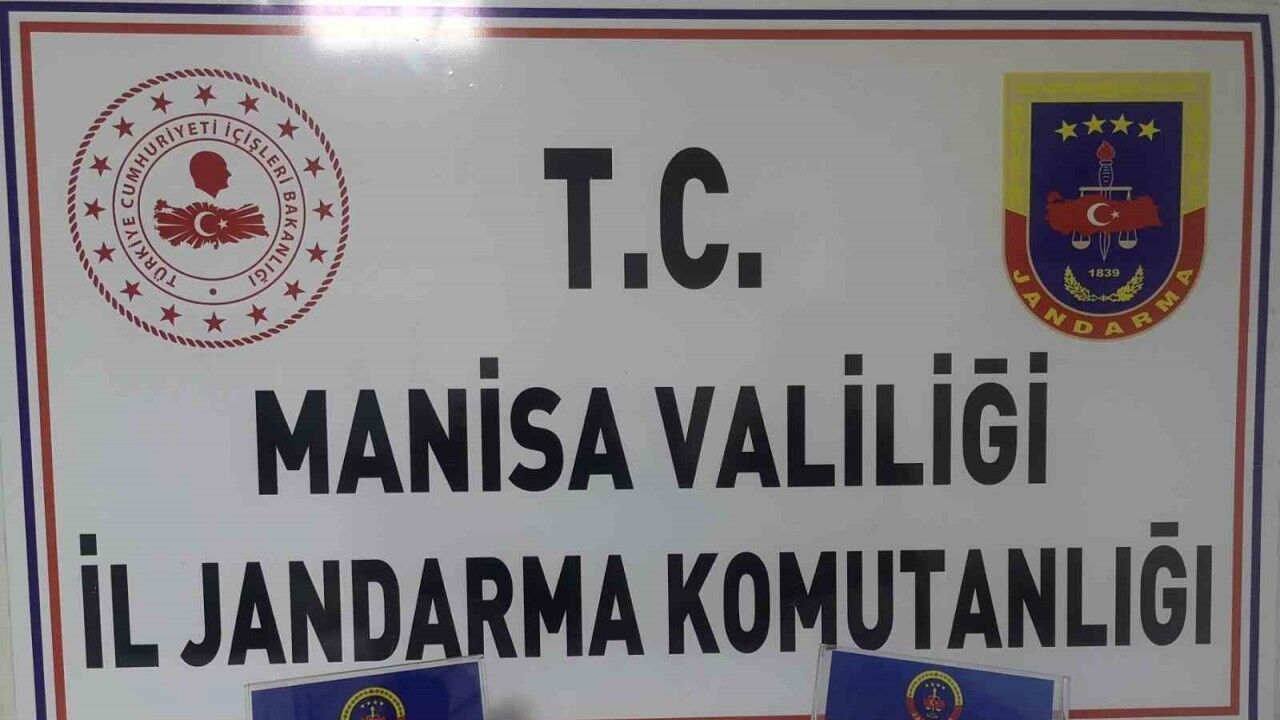 TÜRKİYE CUMHURİYETİ İÇİŞLERİ BAKANLIĞI
T.C.
1839
JANDARMA
MANİSA VALİLİĞİ
İL JANDARMA KOMUTANLIĞI